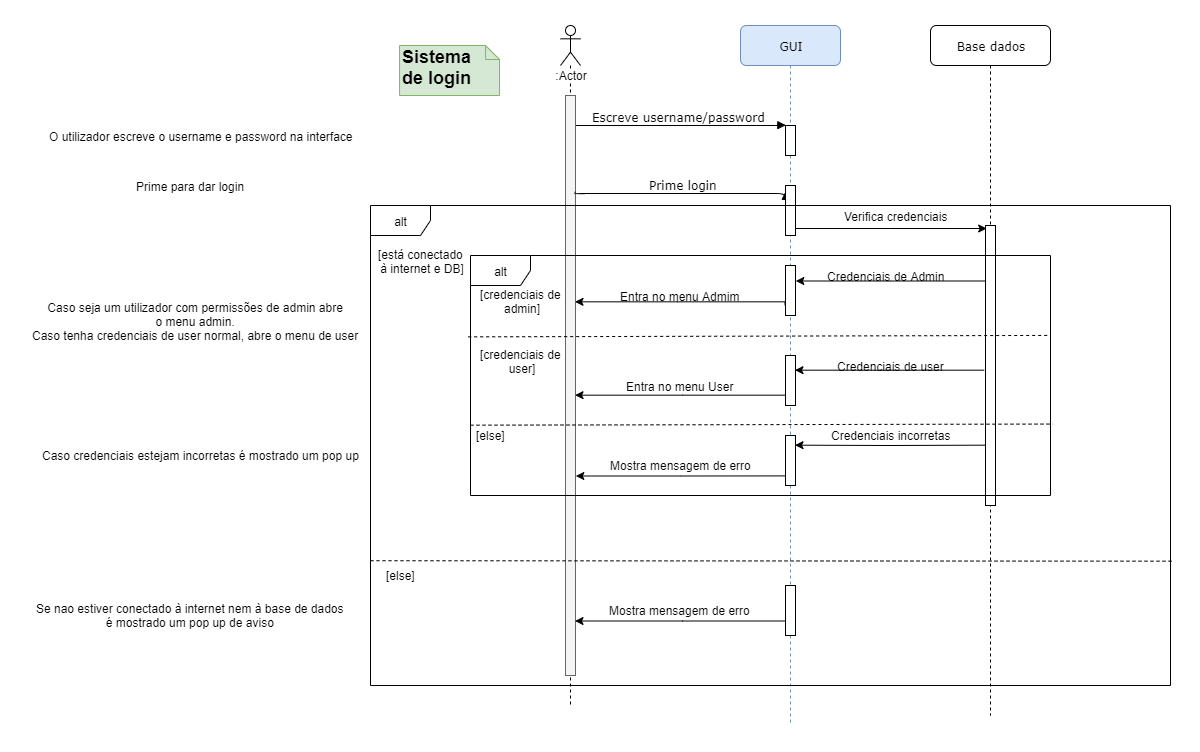 Sistema
de login
:Actor
GUI
Base dados
Escreve username/password
O utilizador escreve o username e password na interface
Prime login
Prime para dar login
alt
Verifica credenciais
[está conectado
à internet e DB]
alt
Credenciais de Admin
[credenciais de
admin]
Entra no menu Admim
Caso seja um utilizador com permissões de admin abre
o menu admin.
Caso tenha credenciais de user normal, abre o menu de user
[credenciais de
user]
Credenciais de user
Entra no menu User
[else]
Credenciais incorretas
Caso credenciais estejam incorretas é mostrado um pop up
Mostra mensagem de erro
[else]
Se nao estiver conectado à internet nem à base de dados
é mostrado um pop up de aviso
Mostra mensagem de erro